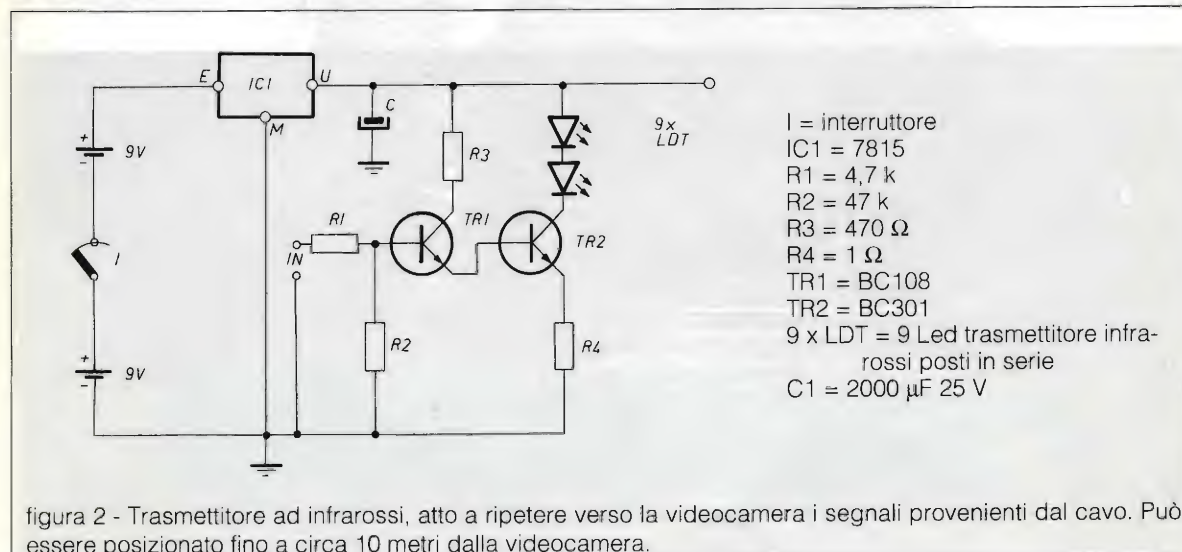 E
IC1
U
M
C
+
9V
-
I
+
9V
-
R3
9x
LDT
R1
IN
TR1
TR2
R2
R4
I = interruttore
IC1 = 7815
R1 = 4,7 k
R2 = 47 k
R3 = 470 Ω
R4 = 1 Ω
TR1 = BC108
TR2 = BC301
9 x LDT = 9 Led trasmettitore infra-
rossi posti in serie
C1 = 2000 µF 25 V
figura 2 - Trasmettitore ad infrarossi, atto a ripetere verso la videocamera i segnali provenienti dal cavo. Può
essere posizionato fino a circa 10 metri dalla videocamera.